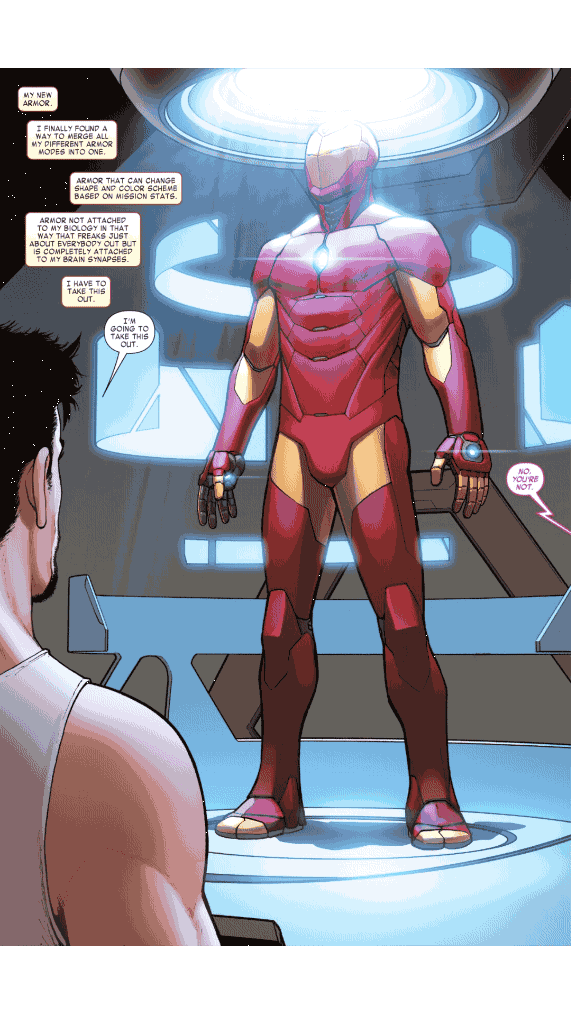 MY NEW
ARMOR.
I FINALLY FOUND A
WAY TO MERGE ALL
MY DIFFERENT ARMOR
MODES INTO ONE.
ARMOR THAT CAN CHANGE
SHAPE AND COLOR SCHEME
BASED ON MISSION STATS.
ARMOR NOT ATTACHED
TO MY BIOLOGY IN THAT
WAY THAT FREAKS JUST
ABOUT EVERYBODY OUT BUT
IS COMPLETELY ATTACHED
TO MY BRAIN SYNAPSES.
I HAVE TO
TAKE THIS
OUT.
I'M
GOING TO
TAKE THIS
OUT.
NO,
YOU'RE
NOT.